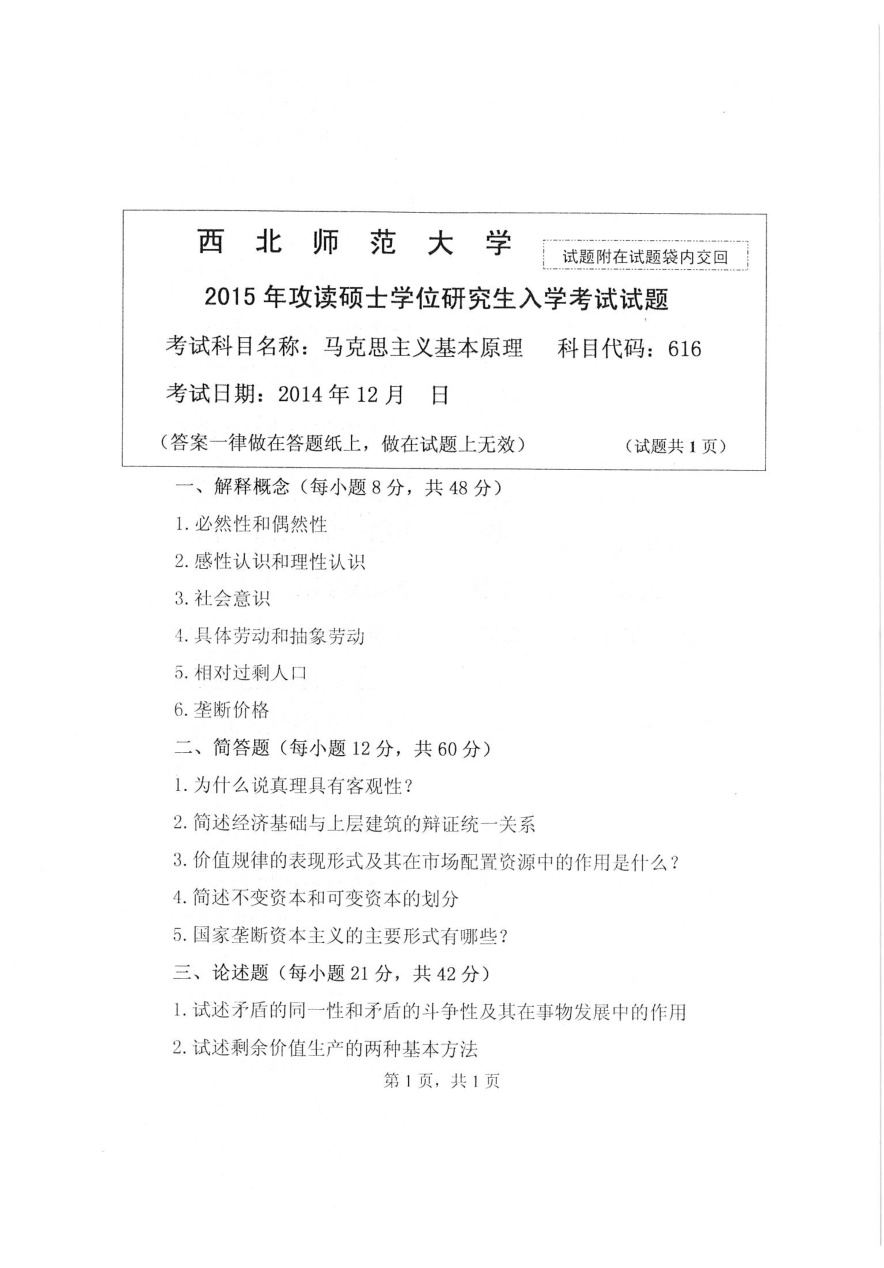 西北师范大学
试题附在试题袋内交回
2015年攻读硕士学位研究生入学考试试题
考试科目名称：马克思主义基本原理 科目代码：616
考试日期：2014年12月 日
（答案一律做在答题纸上，做在试题上无效） （试题共1页）
一、解释概念（每小题8分，共48分）
1.必然性和偶然性
2.感性认识和理性认识
3.社会意识
4.具体劳动和抽象劳动
5.相对过剩人口
6.垄断价格
二、简答题（每小题12分，共60分）
1.为什么说真理具有客观性？
2.简述经济基础与上层建筑的辩证统一关系
3.价值规律的表现形式及其在市场配置资源中的作用是什么？
4.简述不变资本和可变资本的划分
5.国家垄断资本主义的主要形式有哪些？
三、论述题（每小题21分，共42分）
1.试述矛盾的同一性和矛盾的斗争性及其在事物发展中的作用
2.试述剩余价值生产的两种基本方法
第1页，共1页